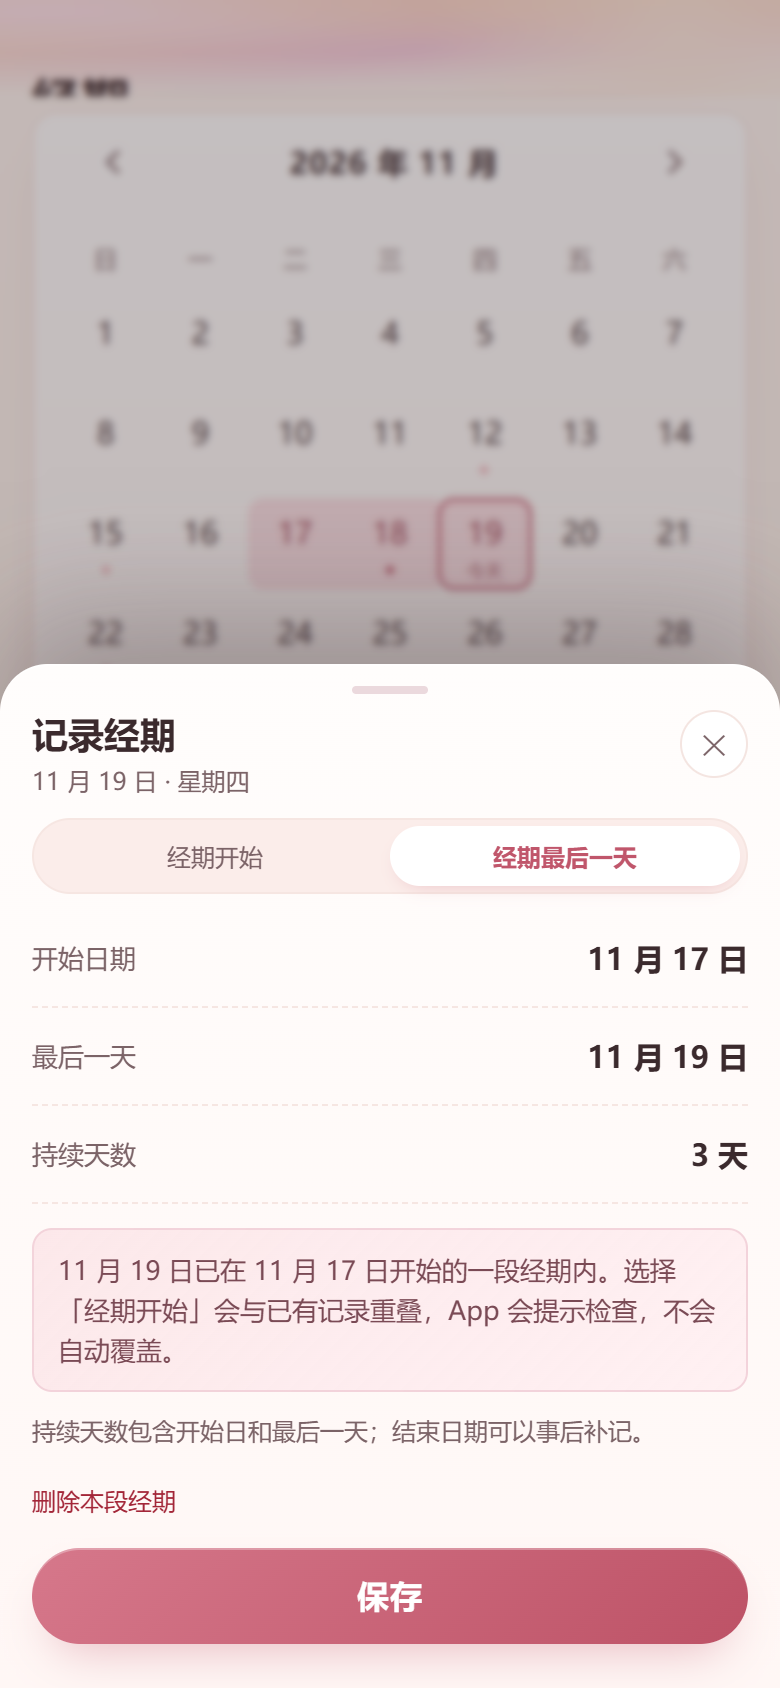 2026 年 11 月
日 一 二 三 四 五 六
1 2 3 4 5 6 7
8 9 10 11 12 13 14
15 16 17 18 19 20 21
22 23 24 25 26 27 28
记录经期
11 月 19 日 · 星期四
经期开始 经期最后一天
开始日期 11 月 17 日
最后一天 11 月 19 日
持续天数 3 天
11 月 19 日已在 11 月 17 日开始的一段经期内。选择
「经期开始」会与已有记录重叠，App 会提示检查，不会
自动覆盖。
持续天数包含开始日和最后一天；结束日期可以事后补记。
删除本段经期
保存